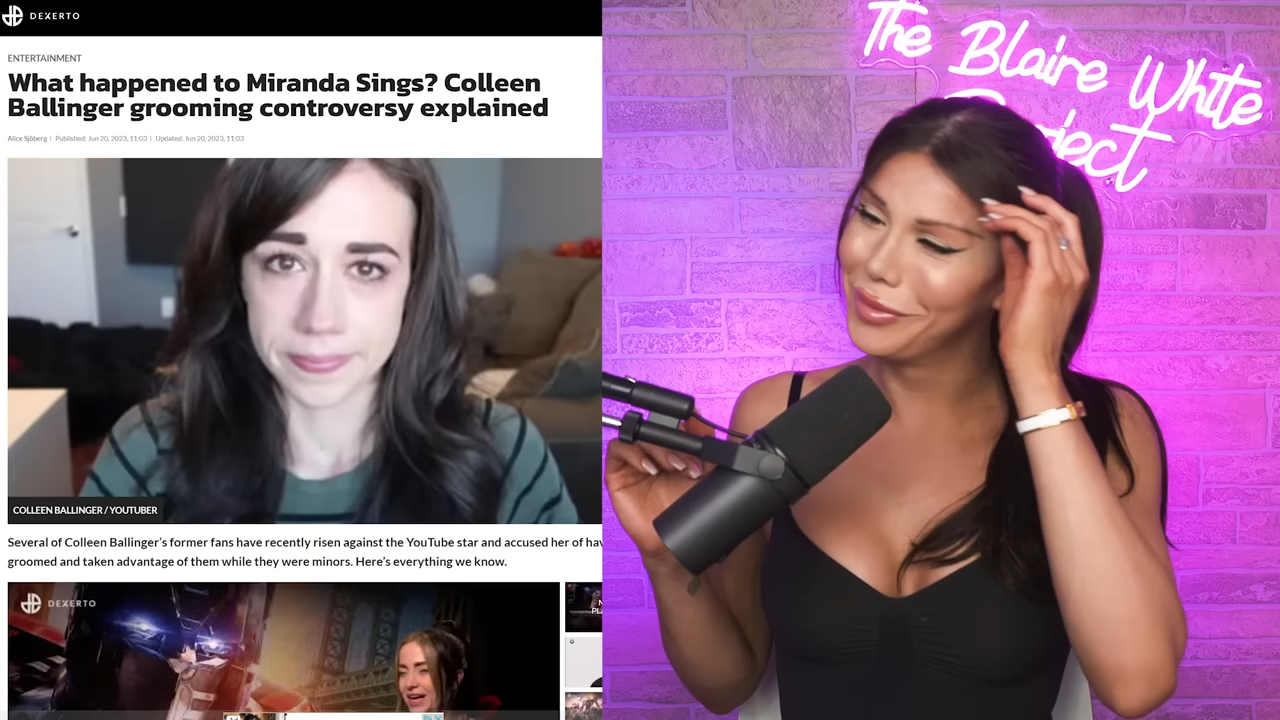 DEXERTO
ENTERTAINMENT
What happened to Miranda Sings? Colleen
Ballinger grooming controversy explained
Alice Sjöberg | Published: Jun 20, 2023, 11:03 | Updated: Jun 20, 2023, 11:03
COLLEEN BALLINGER / YOUTUBER
Several of Colleen Ballinger's former fans have recently risen against the YouTube star and accused her of hav
groomed and taken advantage of them while they were minors. Here's everything we know.
DEXERTO
The Blaire White